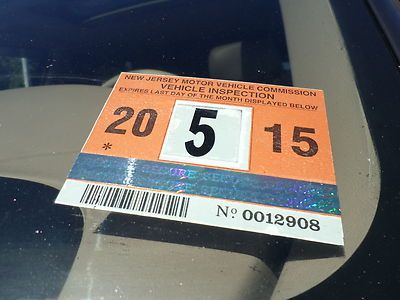 NEW JERSEY MOTOR VEHICLE COMMISSION
VEHICLE INSPECTION
EXPIRES LAST DAY OF THE MONTH DISPLAYED BELOW
20 5 15
*
No 0012908